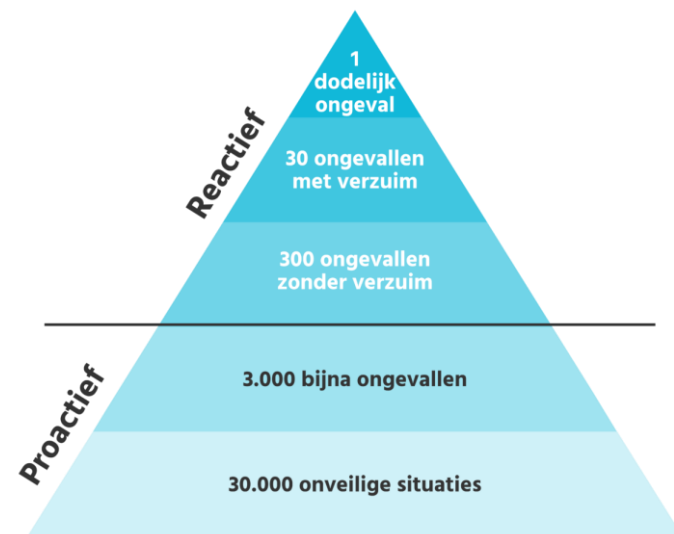 1
dodelijk
ongeval
Reactief
30 ongevallen
met verzuim
300 ongevallen
zonder verzuim
3.000 bijna ongevallen
Proactief
30.000 onveilige situaties